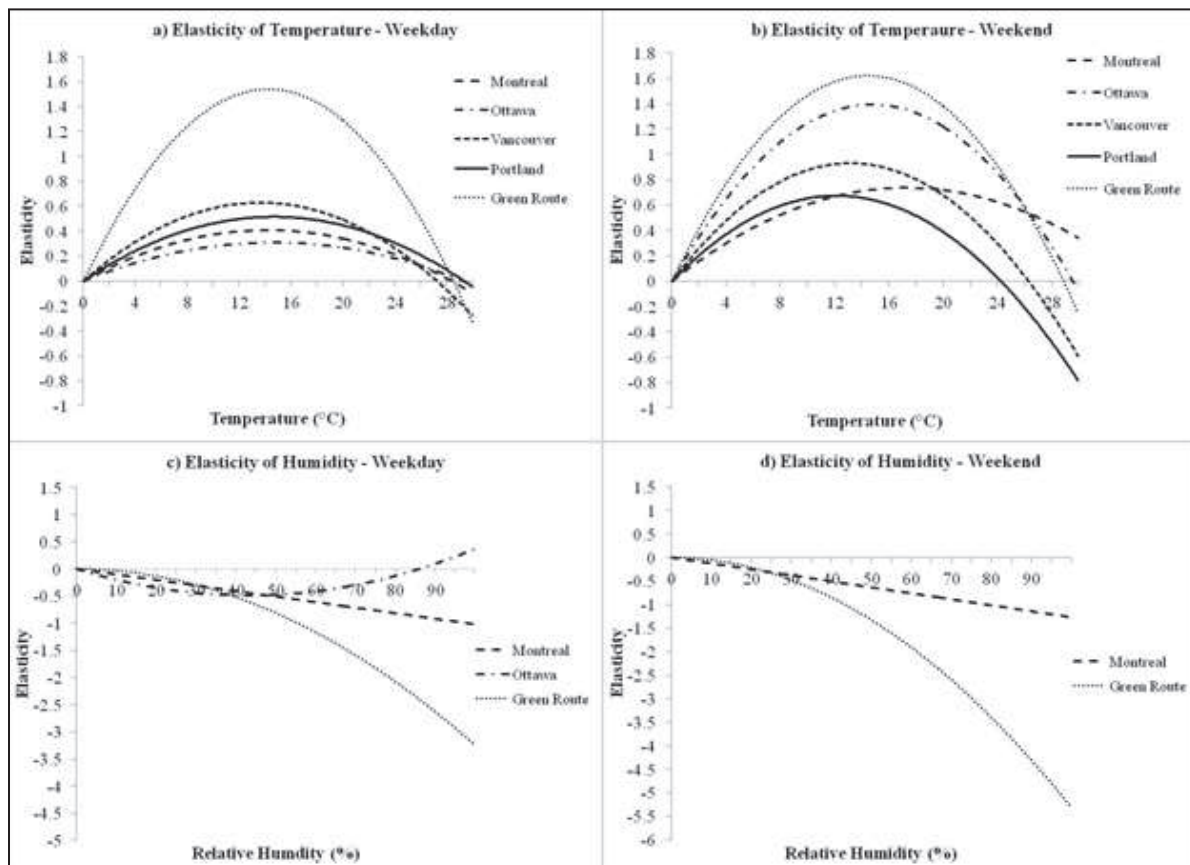 a) Elasticity of Temperature - Weekday
1.8
1.6
1.4
1.2
1
0.8
0.6
0.4
0.2
0
-0.2
-0.4
-0.6
-0.8
-1
Elasticity
0 4 8 12 16 20 24 28
Temperature (°C)
Montreal
Ottawa
Vancouver
Portland
Green Route
b) Elasticity of Temperaure - Weekend
1.8
1.6
1.4
1.2
1
0.8
0.6
0.4
0.2
0
-0.2
-0.4
-0.6
-0.8
-1
Elasticity
0 4 8 12 16 20 24 28
Temperature (°C)
Montreal
Ottawa
Vancouver
Portland
Green Route
c) Elasticity of Humidity - Weekday
1.5
1
0.5
0
-0.5
-1
-1.5
-2
-2.5
-3
-3.5
-4
-4.5
-5
Elasticity
0 10 20 30 40 50 60 70 80 90
Relative Humdity (%)
Montreal
Ottawa
Green Route
d) Elasticity of Humidity - Weekend
1.5
1
0.5
0
-0.5
-1
-1.5
-2
-2.5
-3
-3.5
-4
-4.5
-5
-5.5
-6
Elasticity
0 10 20 30 40 50 60 70 80 90
Relative Humidity (%)
Montreal
Green Route